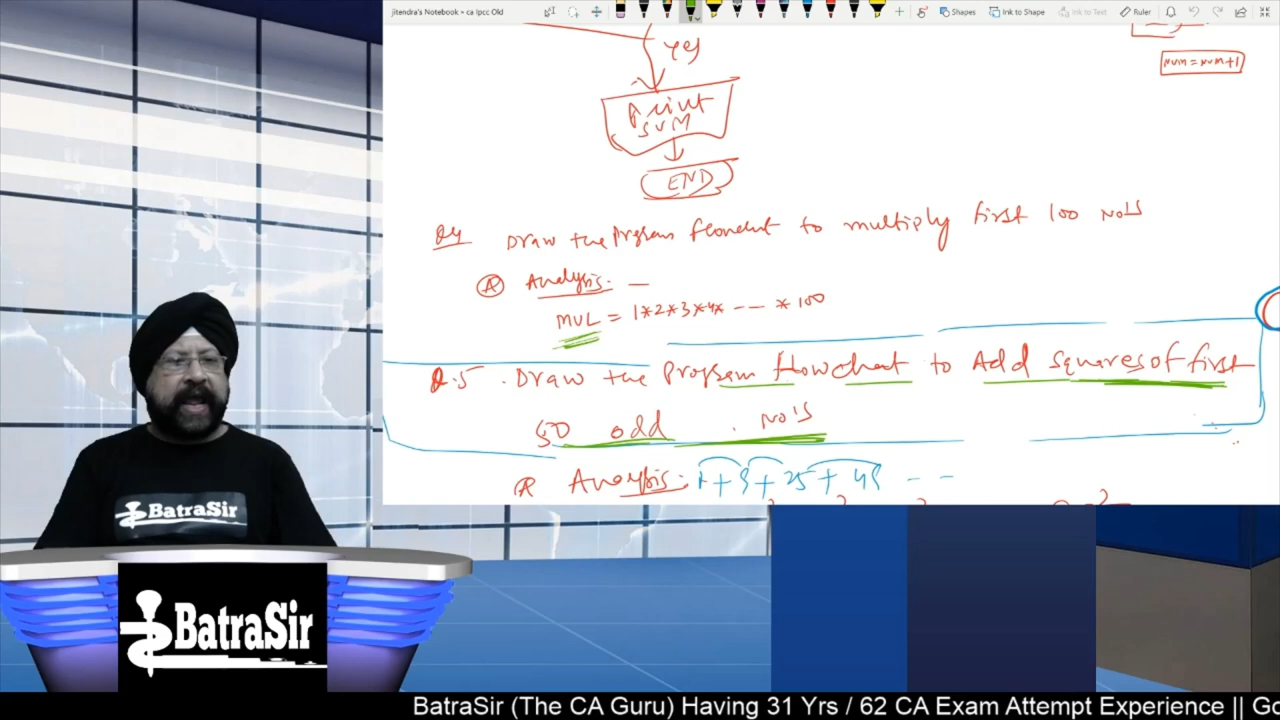 jitendra's Notebook » ca Ipcc Old
Shapes
Ink to Shape
Ink to Text
Ruler
Yes
NUM = NUM+1
Print
SUM
END
Q4 Draw the Program flowchat to multiply first 100 No's
(A) Analysis. —
MUL = 1*2*3*4* -- — * 100
Q.5. Draw the Program flowchart to Add squares of first
50 odd . No's
A Analysis: 1+9+25+49 - -
BatraSir
BatraSir
BatraSir (The CA Guru) Having 31 Yrs / 62 CA Exam Attempt Experience || Go